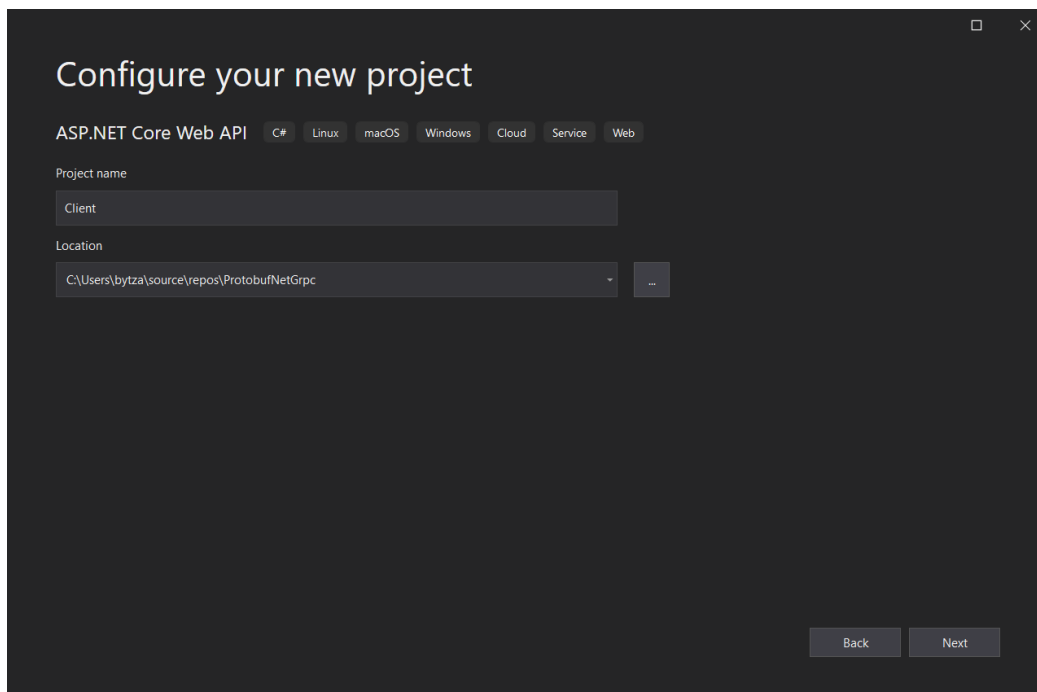 Configure your new project
ASP.NET Core Web API C# Linux macOS Windows Cloud Service Web
Project name
Client
Location
C:\Users\bytza\source\repos\ProtobufNetGrpc ...
Back Next